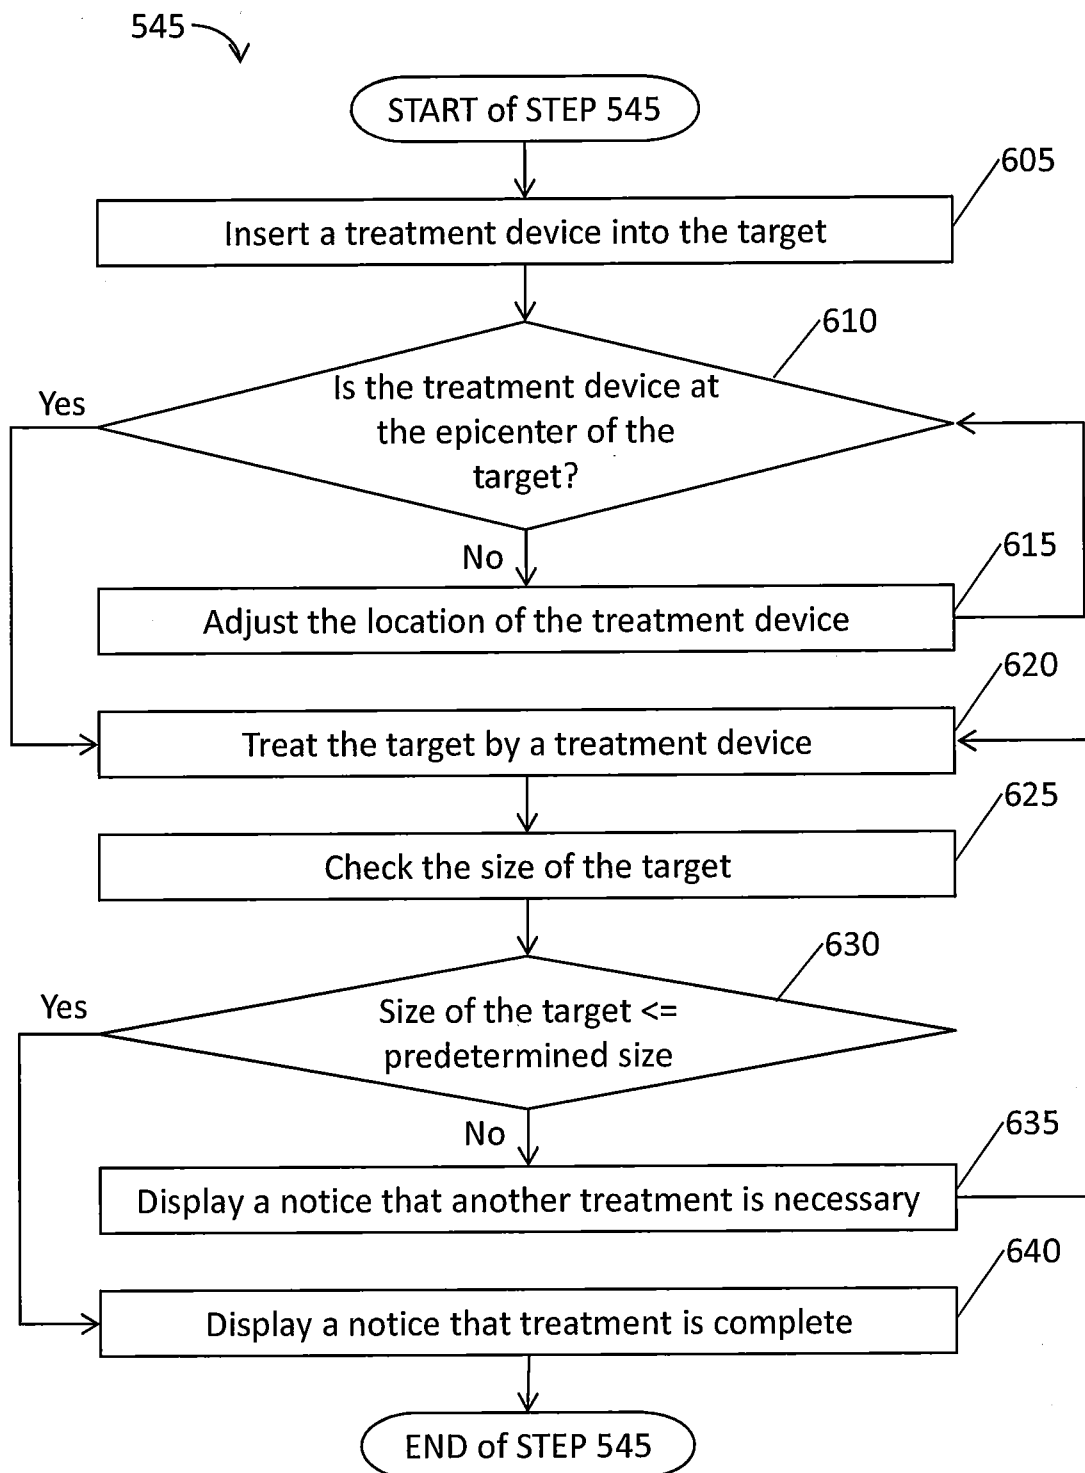 545
START of STEP 545
605
Insert a treatment device into the target
610
Yes
Is the treatment device at
the epicenter of the
target?
No
615
Adjust the location of the treatment device
620
Treat the target by a treatment device
625
Check the size of the target
630
Yes
Size of the target <=
predetermined size
No
635
Display a notice that another treatment is necessary
640
Display a notice that treatment is complete
END of STEP 545